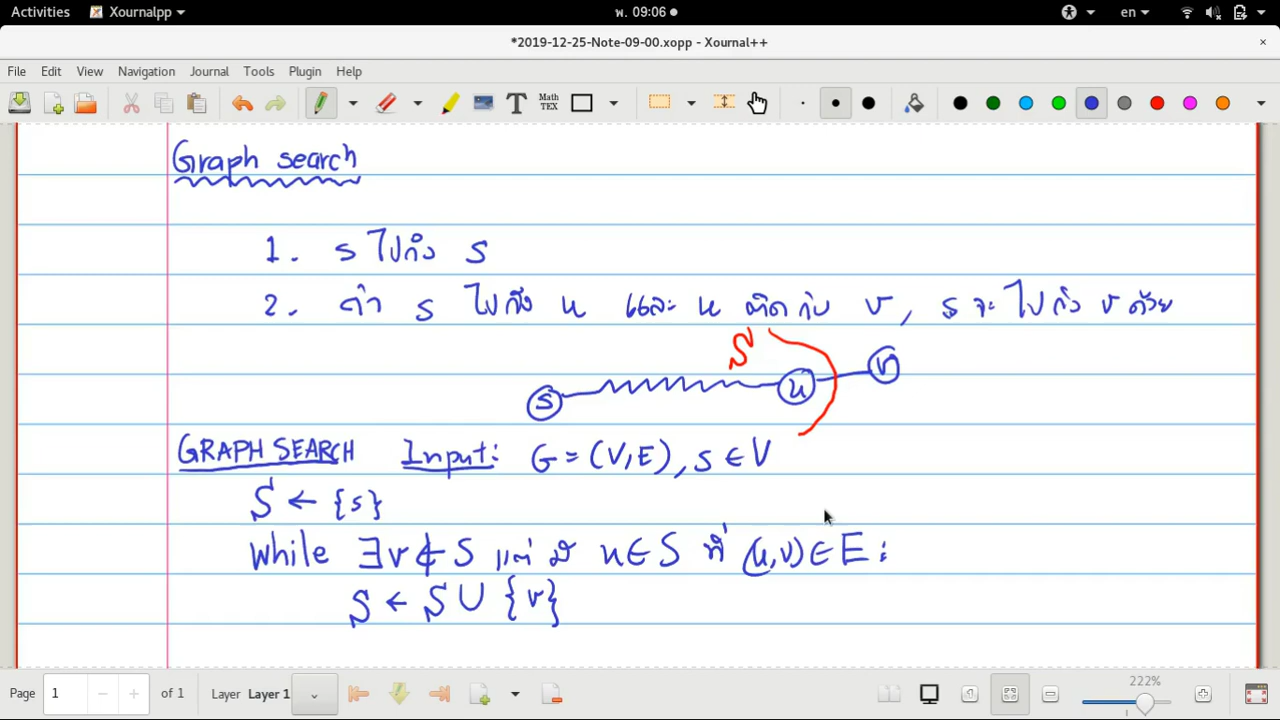 Activities Xournalpp พ. 09:06 en
*2019-12-25-Note-09-00.xopp - Xournal++
File Edit View Navigation Journal Tools Plugin Help
T Math TEX
Graph search
1. s ไปถึง s
2. ถ้า s ไปถึง u และ u ติดกับ v, s จะไปถึง v ด้วย
S
s u v
GRAPH SEARCH Input: G = (V,E), s ∈ V
S ← {s}
While ∃v ∉ S แต่ มี u ∈ S ที่ (u,v) ∈ E:
S ← S ∪ {v}
Page 1 of 1 Layer Layer 1 222%